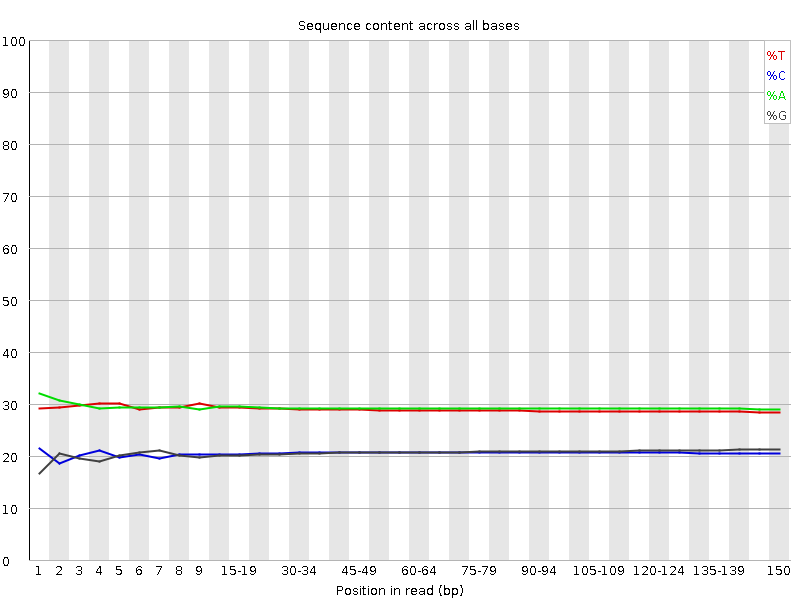 Sequence content across all bases
100
90
80
70
60
50
40
30
20
10
0
%T
%C
%A
%G
1 2 3 4 5 6 7 8 9 15-19 30-34 45-49 60-64 75-79 90-94 105-109 120-124 135-139 150
Position in read (bp)